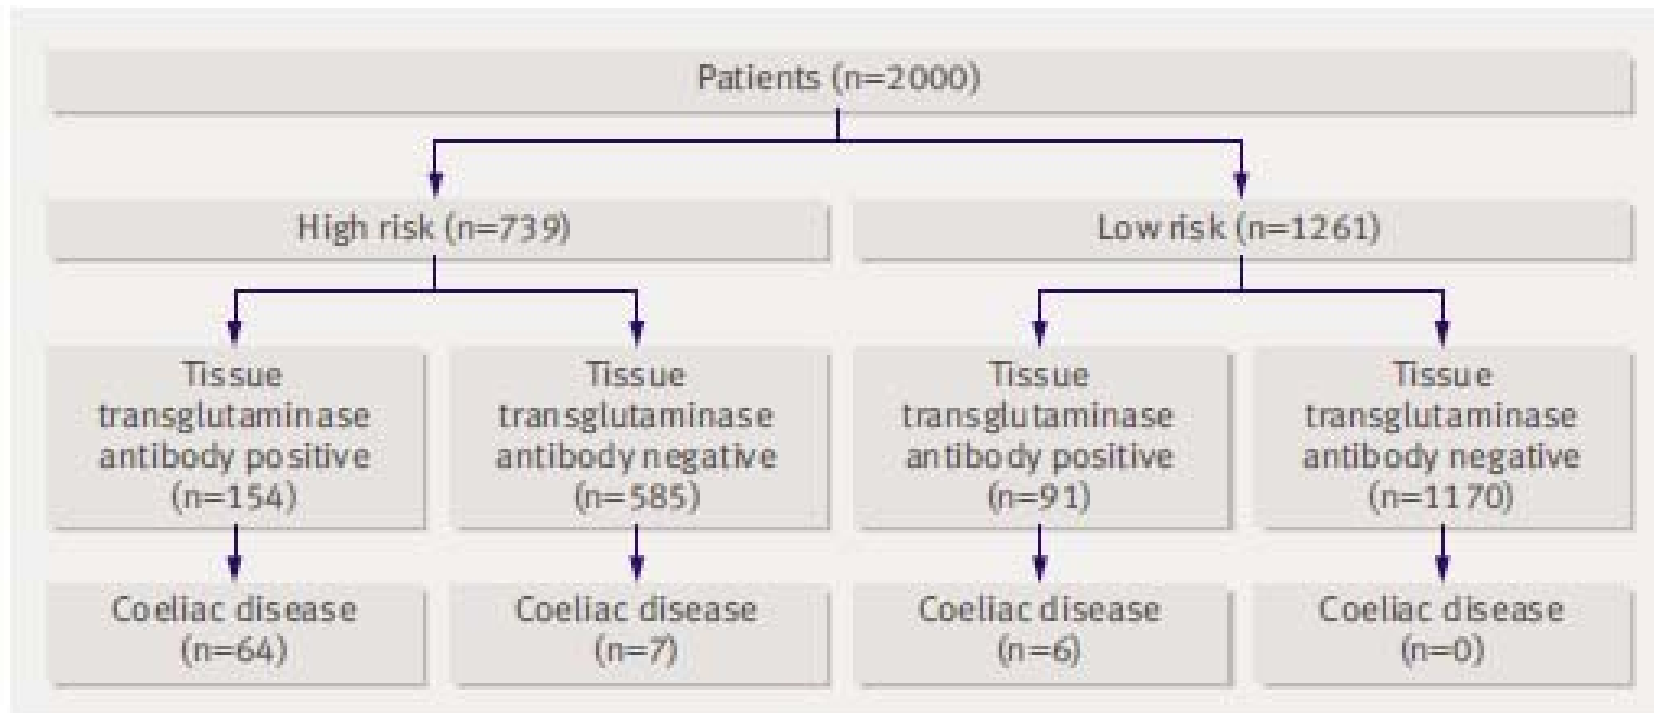 Patients (n=2000)
High risk (n=739)
Low risk (n=1261)
Tissue
transglutaminase
antibody positive
(n=154)
Tissue
transglutaminase
antibody negative
(n=585)
Tissue
transglutaminase
antibody positive
(n=91)
Tissue
transglutaminase
antibody negative
(n=1170)
Coeliac disease
(n=64)
Coeliac disease
(n=7)
Coeliac disease
(n=6)
Coeliac disease
(n=0)